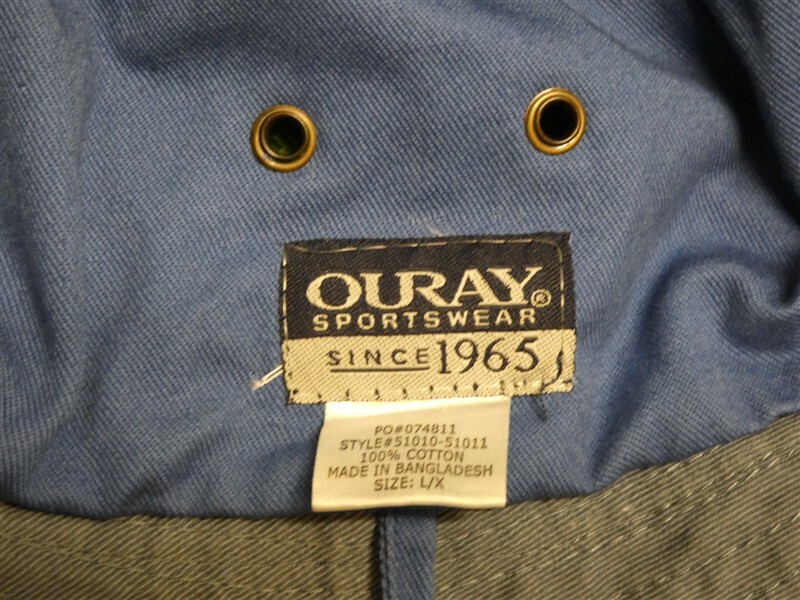 OURAY®
SPORTSWEAR
SINCE 1965
PO#074811
STYLE#51010-51011
100% COTTON
MADE IN BANGLADESH
SIZE: L/X